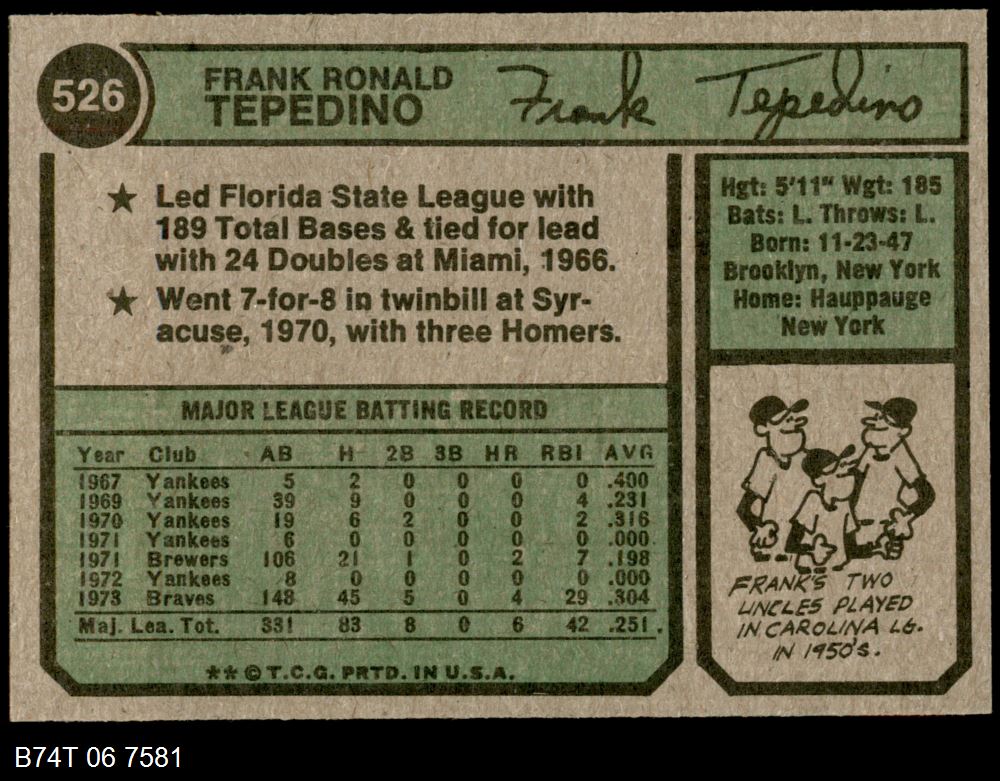 526
FRANK RONALD
TEPEDINO
Frank Tepedino
★ Led Florida State League with
189 Total Bases & tied for lead
with 24 Doubles at Miami, 1966.
★ Went 7-for-8 in twinbill at Syr-
acuse, 1970, with three Homers.
Hgt: 5'11" Wgt: 185
Bats: L. Throws: L.
Born: 11-23-47
Brooklyn, New York
Home: Hauppauge
New York
MAJOR LEAGUE BATTING RECORD
Year Club AB H 2B 3B HR RBI AVG
1967 Yankees 5 2 0 0 0 0 .400
1969 Yankees 39 9 0 0 0 4 .231
1970 Yankees 19 6 2 0 0 2 .316
1971 Yankees 6 0 0 0 0 0 .000
1971 Brewers 106 21 1 0 2 7 .198
1972 Yankees 8 0 0 0 0 0 .000
1973 Braves 148 45 5 0 4 29 .304
Maj. Lea. Tot. 331 83 8 0 6 42 .251
** © T.C.G. PRTD. IN U.S.A.
FRANK'S TWO
UNCLES PLAYED
IN CAROLINA LG.
IN 1950'S.
B74T 06 7581